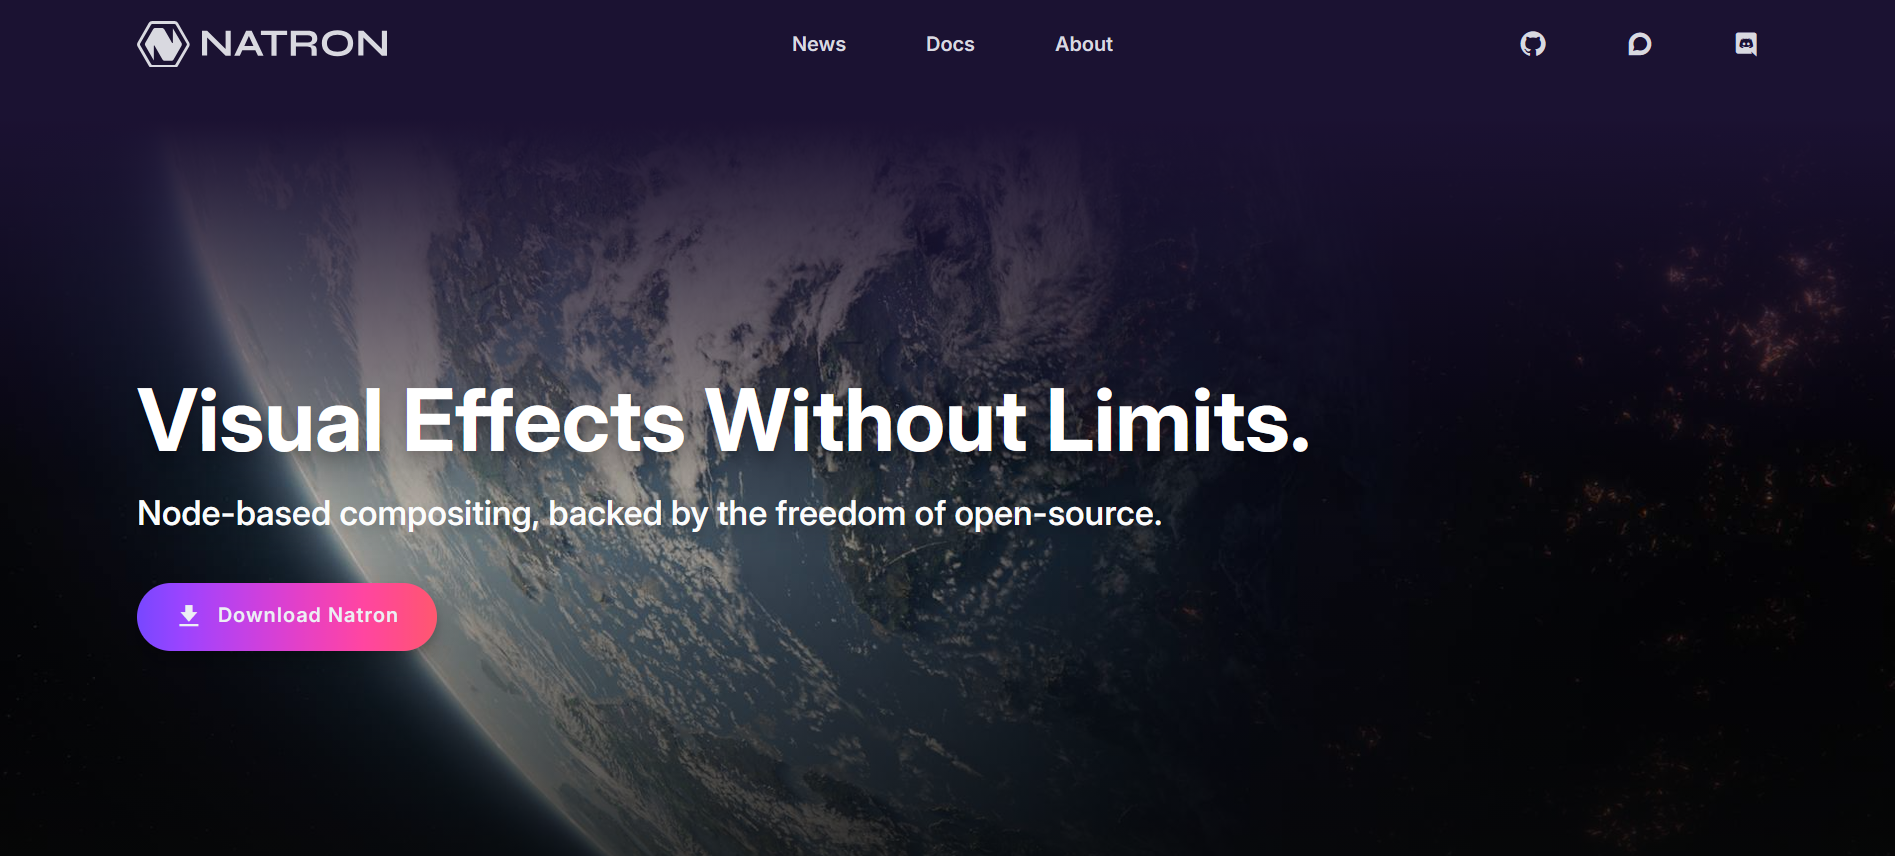 NATRON
News
Docs
About
Visual Effects Without Limits.
Node-based compositing, backed by the freedom of open-source.
Download Natron